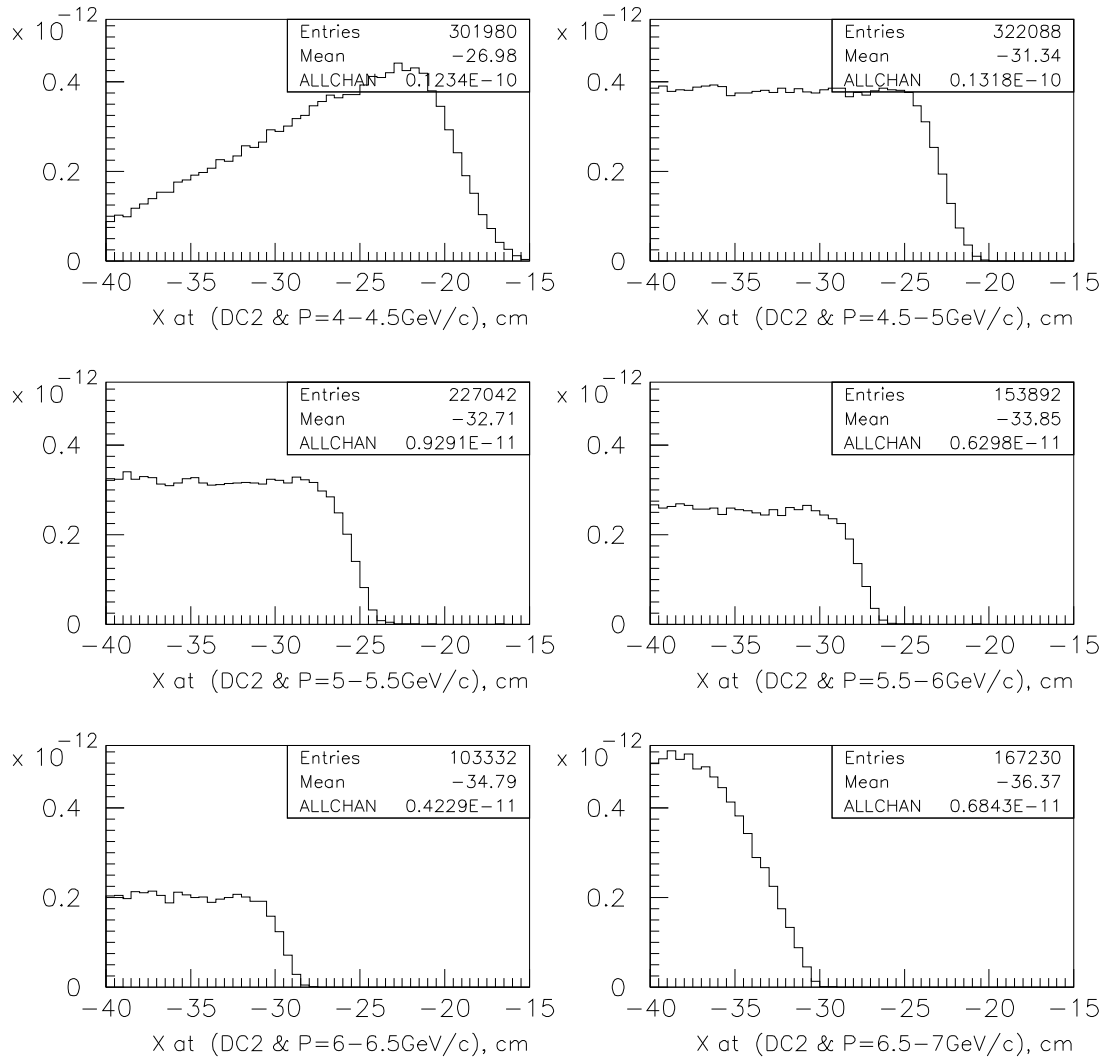 x 10 -12
Entries 301980
Mean -26.98
ALLCHAN 0.1234E-10
0.4
0.2
0
-40 -35 -30 -25 -20 -15
X at (DC2 & P=4-4.5GeV/c), cm
x 10 -12
Entries 322088
Mean -31.34
ALLCHAN 0.1318E-10
0.4
0.2
0
-40 -35 -30 -25 -20 -15
X at (DC2 & P=4.5-5GeV/c), cm
x 10 -12
Entries 227042
Mean -32.71
ALLCHAN 0.9291E-11
0.4
0.2
0
-40 -35 -30 -25 -20 -15
X at (DC2 & P=5-5.5GeV/c), cm
x 10 -12
Entries 153892
Mean -33.85
ALLCHAN 0.6298E-11
0.4
0.2
0
-40 -35 -30 -25 -20 -15
X at (DC2 & P=5.5-6GeV/c), cm
x 10 -12
Entries 103332
Mean -34.79
ALLCHAN 0.4229E-11
0.4
0.2
0
-40 -35 -30 -25 -20 -15
X at (DC2 & P=6-6.5GeV/c), cm
x 10 -12
Entries 167230
Mean -36.37
ALLCHAN 0.6843E-11
0.4
0.2
0
-40 -35 -30 -25 -20 -15
X at (DC2 & P=6.5-7GeV/c), cm